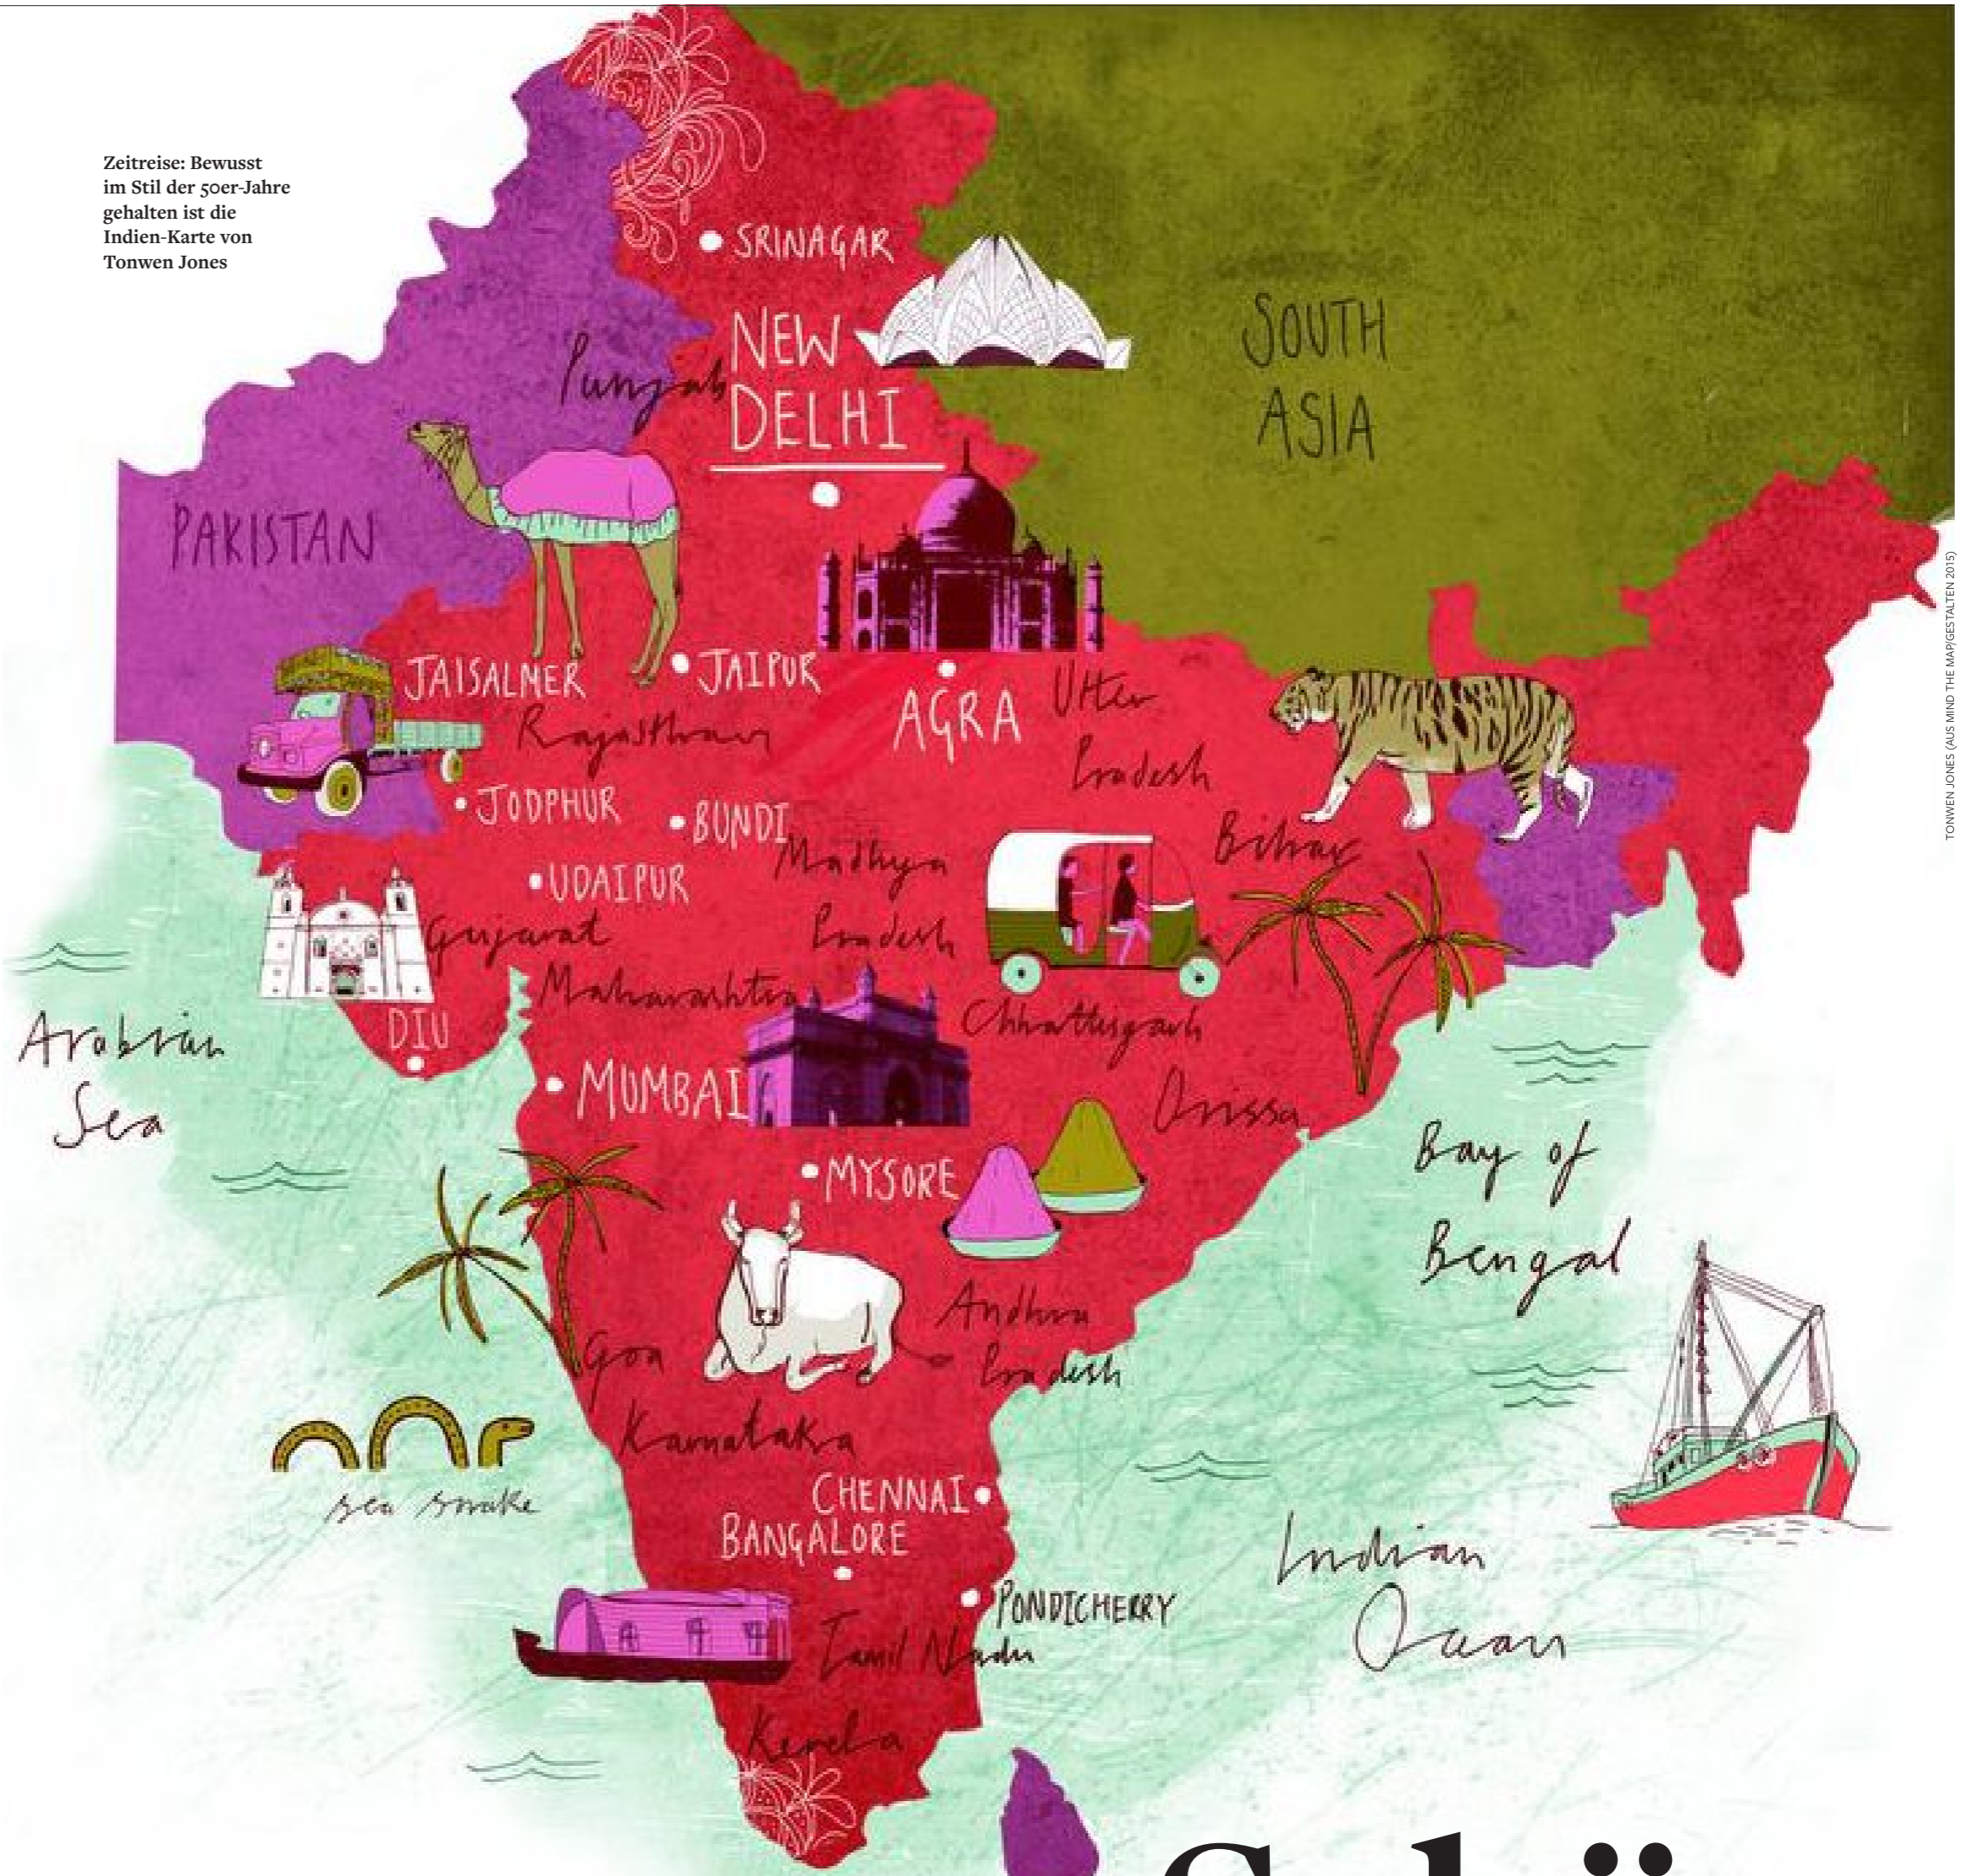 Zeitreise: Bewusst
im Stil der 50er-Jahre
gehalten ist die
Indien-Karte von
Tonwen Jones
SRINAGAR
NEW
DELHI
Punjab
SOUTH
ASIA
PAKISTAN
TONWEN JONES (AUS MIND THE MAP/GESTALTEN 2015)
JAISALMER
JAIPUR
AGRA
Utter
Pradesh
Rajasthan
JODPHUR
BUNDI
UDAIPUR
Madhya
Pradesh
Bihar
Gujarat
Maharashtra
Chhattisgarh
DIU
Arabian
Sea
MUMBAI
Orissa
MYSORE
Bay of
Bengal
Andhra
Pradesh
Goa
Karnataka
sea snake
CHENNAI
BANGALORE
PONDICHERRY
Indian
Ocean
Tamil Nadu
Kerela